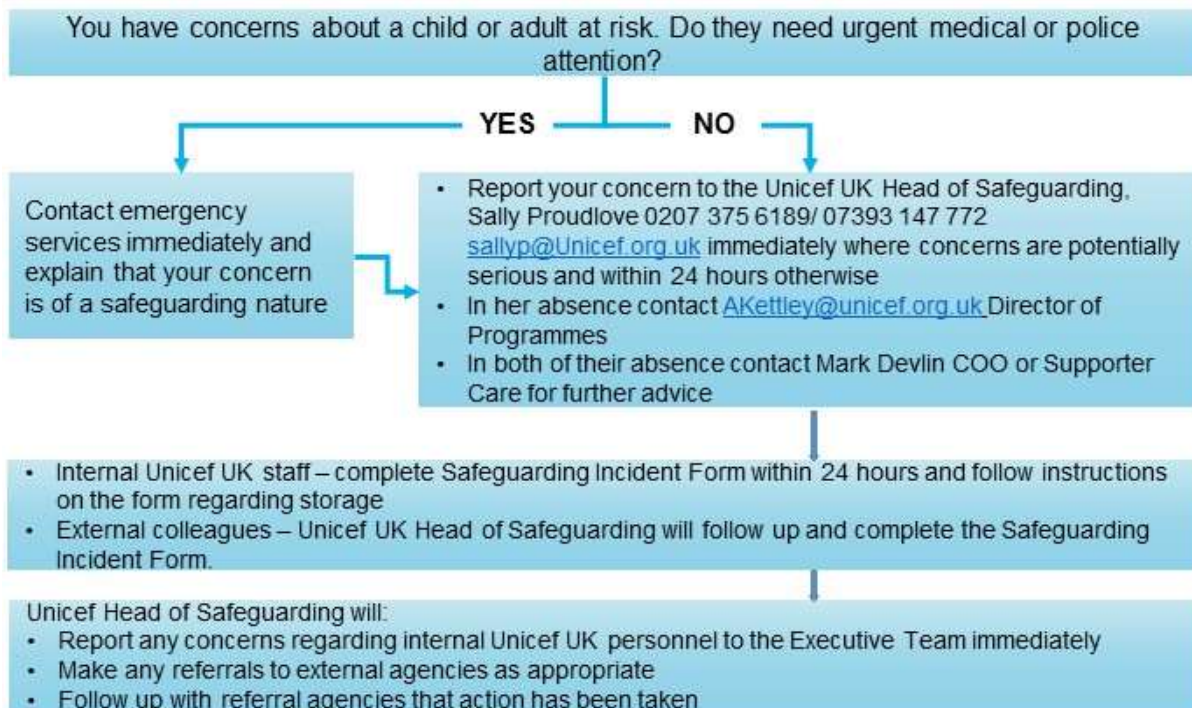 You have concerns about a child or adult at risk. Do they need urgent medical or police
attention?
YES
NO
Contact emergency
services immediately and
explain that your concern
is of a safeguarding nature
• Report your concern to the Unicef UK Head of Safeguarding,
Sally Proudlove 0207 375 6189/ 07393 147 772
sallyp@Unicef.org.uk immediately where concerns are potentially
serious and within 24 hours otherwise
• In her absence contact AKettley@unicef.org.uk Director of
Programmes
• In both of their absence contact Mark Devlin COO or Supporter
Care for further advice
• Internal Unicef UK staff – complete Safeguarding Incident Form within 24 hours and follow instructions
on the form regarding storage
• External colleagues – Unicef UK Head of Safeguarding will follow up and complete the Safeguarding
Incident Form.
Unicef Head of Safeguarding will:
• Report any concerns regarding internal Unicef UK personnel to the Executive Team immediately
• Make any referrals to external agencies as appropriate
• Follow up with referral agencies that action has been taken